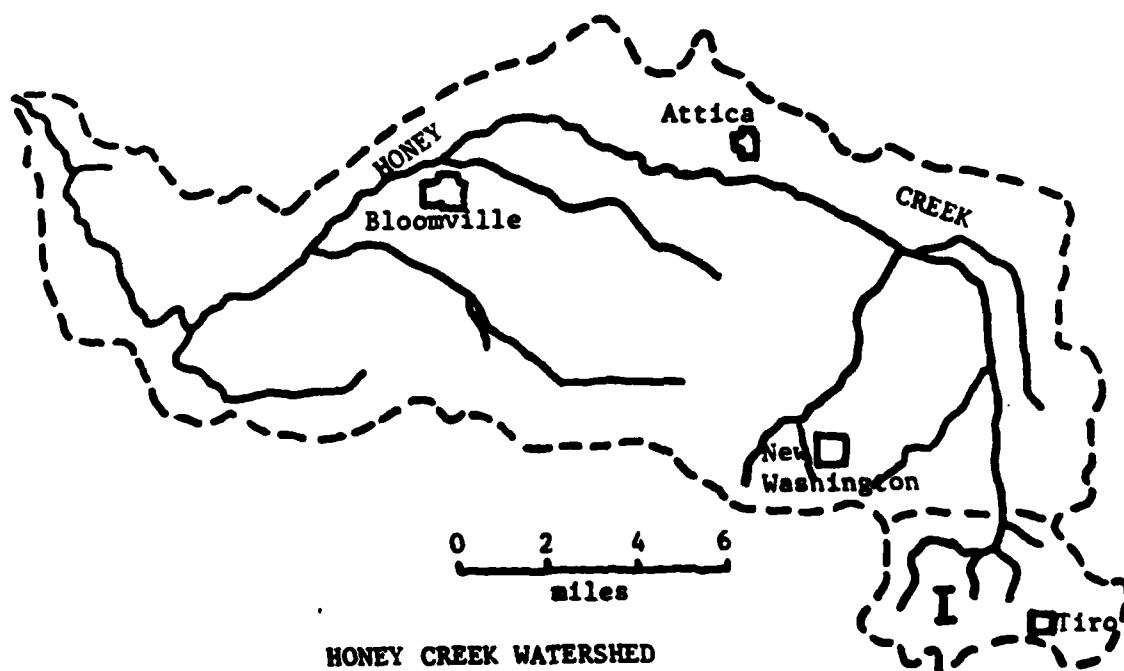 Attica
HONEY
CREEK
Bloomville
New
Washington
0 2 4 6
miles
I
Tiro
HONEY CREEK WATERSHED